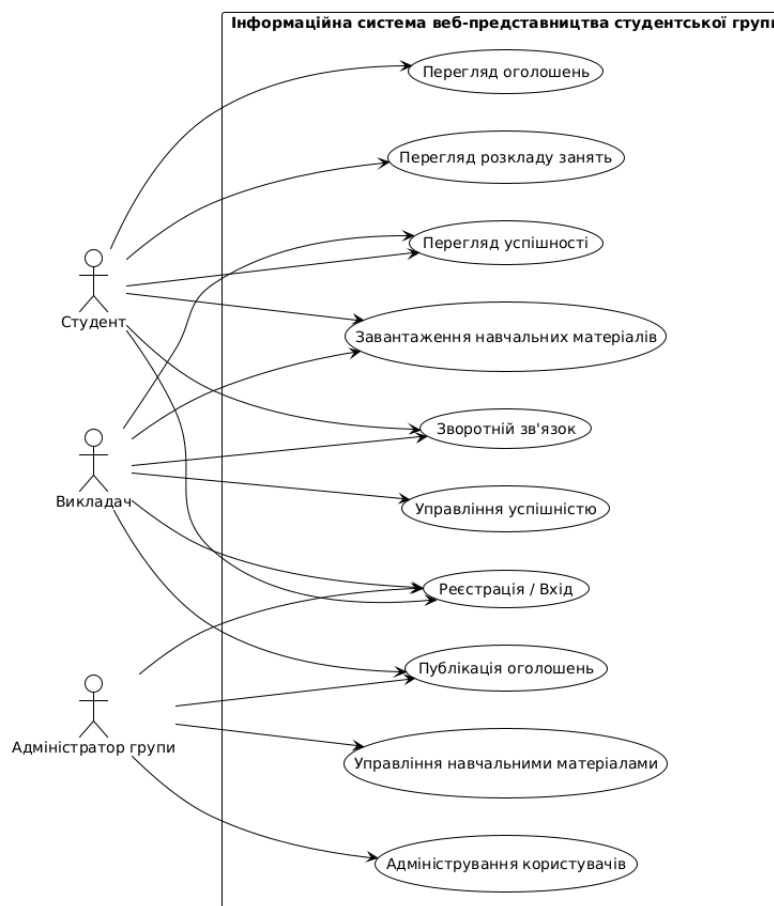 Інформаційна система веб-представництва студентської групи
Перегляд оголошень
Перегляд розкладу занять
Перегляд успішності
Студент
Завантаження навчальних матеріалів
Зворотній зв'язок
Викладач
Управління успішністю
Реєстрація / Вхід
Публікація оголошень
Адміністратор групи
Управління навчальними матеріалами
Адміністрування користувачів